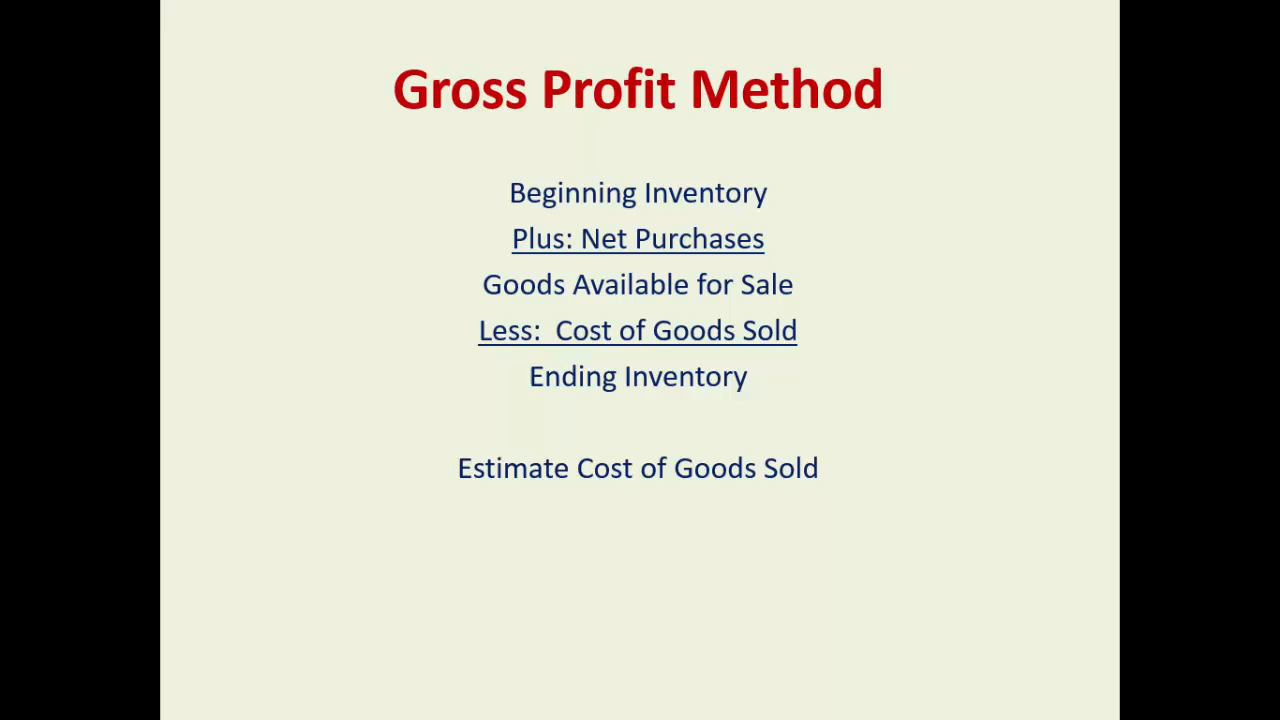 Gross Profit Method
Beginning Inventory
Plus: Net Purchases
Goods Available for Sale
Less:  Cost of Goods Sold
Ending Inventory
Estimate Cost of Goods Sold